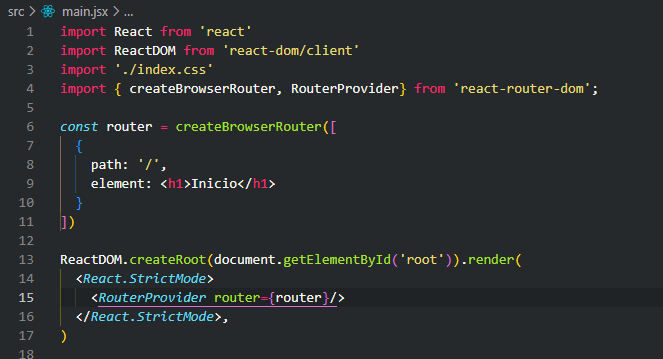 src > main.jsx > ...
1 import React from 'react'
2 import ReactDOM from 'react-dom/client'
3 import './index.css'
4 import { createBrowserRouter, RouterProvider} from 'react-router-dom';
5
6 const router = createBrowserRouter([
7   {
8     path: '/',
9     element: <h1>Inicio</h1>
10   }
11 ])
12
13 ReactDOM.createRoot(document.getElementById('root')).render(
14   <React.StrictMode>
15     <RouterProvider router={router}/>
16   </React.StrictMode>,
17 )
18